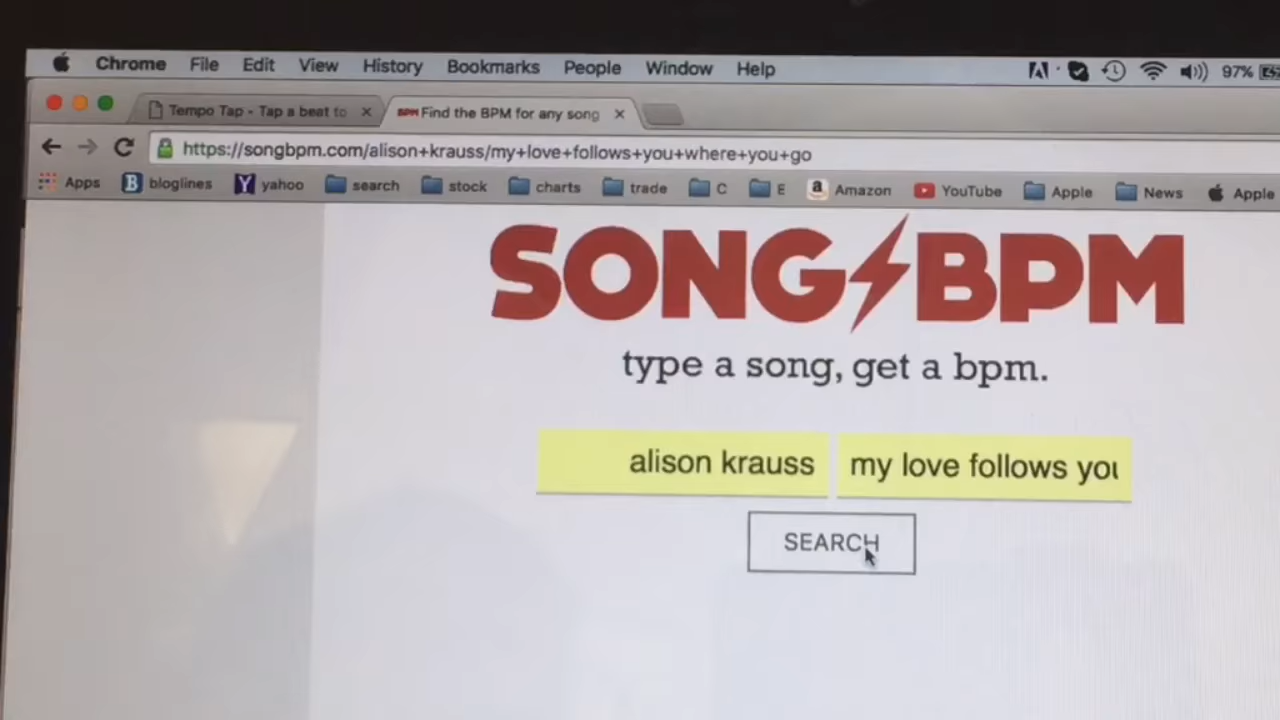 Chrome File Edit View History Bookmarks People Window Help 97%
Tempo Tap - Tap a beat to BPM Find the BPM for any song
https://songbpm.com/alison+krauss/my+love+follows+you+where+you+go
Apps B bloglines Y yahoo search stock charts trade C E a Amazon YouTube Apple News Apple
SONG BPM
type a song, get a bpm.
alison krauss my love follows you
SEARCH